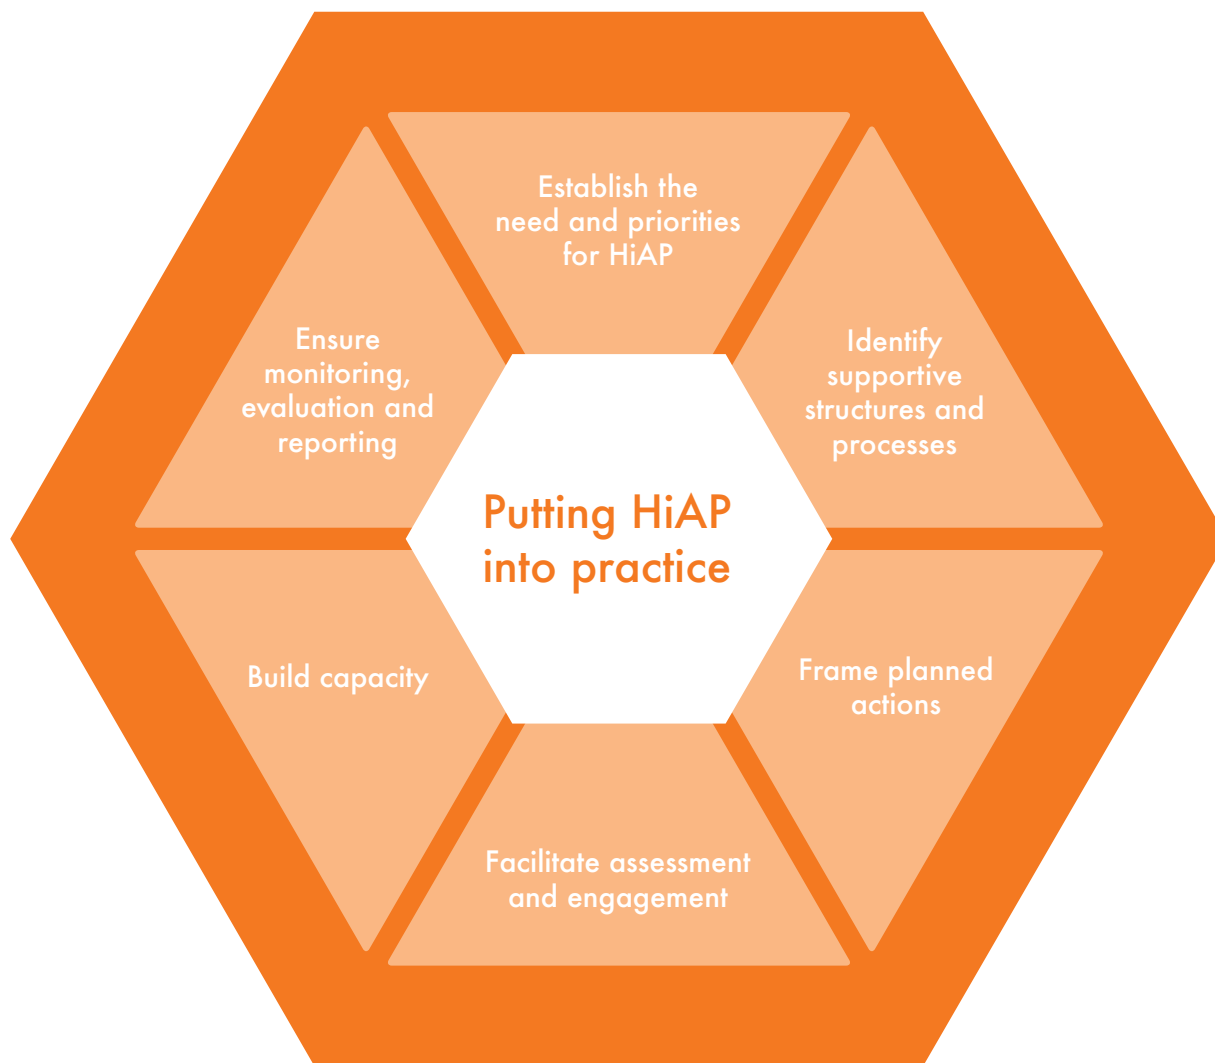 Establish the
need and priorities
for HiAP
Identify
supportive
structures and
processes
Frame planned
actions
Facilitate assessment
and engagement
Build capacity
Ensure
monitoring,
evaluation and
reporting
Putting HiAP
into practice